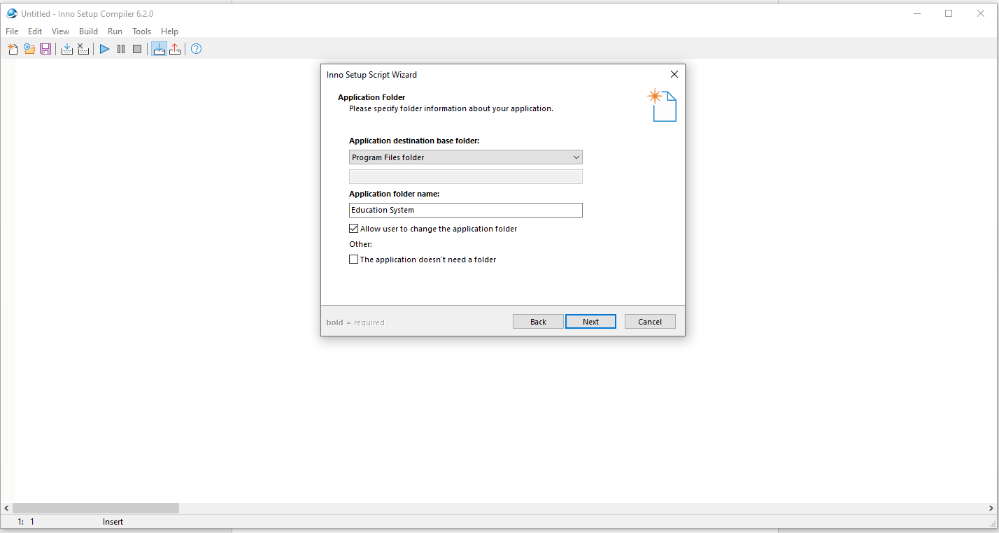 Untitled - Inno Setup Compiler 6.2.0
File Edit View Build Run Tools Help
Inno Setup Script Wizard
Application Folder
Please specify folder information about your application.
Application destination base folder:
Program Files folder
Application folder name:
Education System
Allow user to change the application folder
Other:
The application doesn't need a folder
bold = required
Back Next Cancel
1: 1 Insert